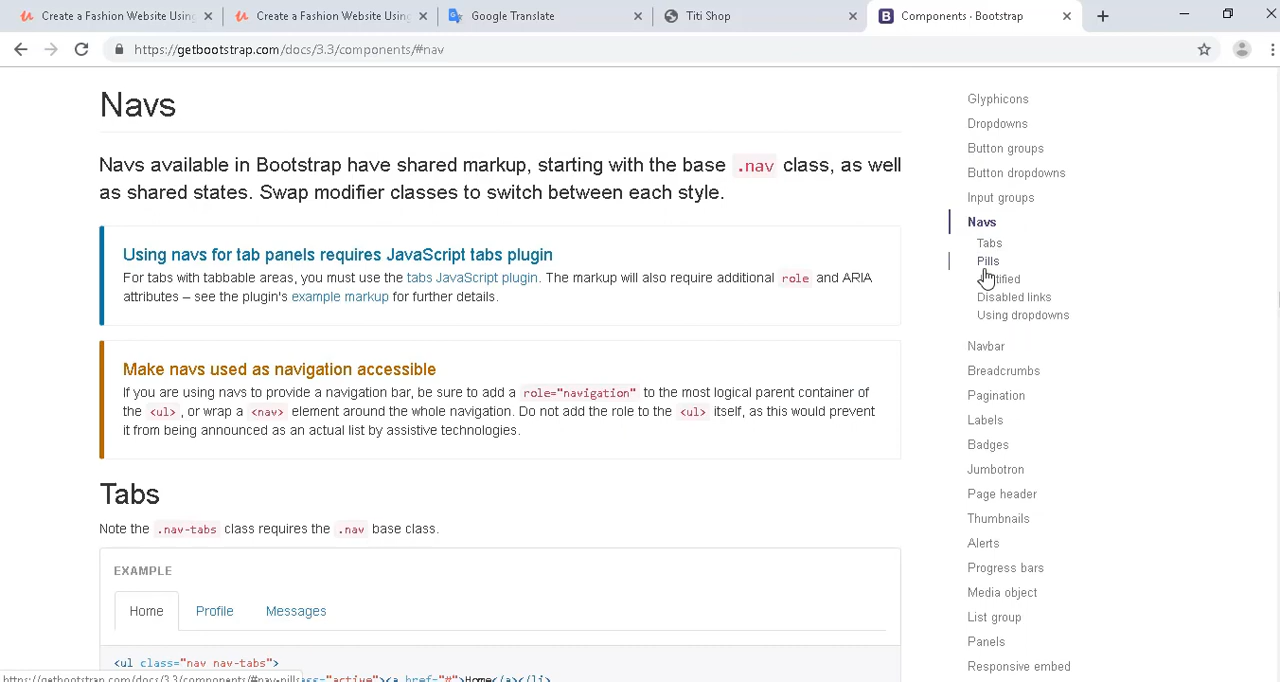 Create a Fashion Website Using
Create a Fashion Website Using
Google Translate
Titi Shop
Components · Bootstrap
https://getbootstrap.com/docs/3.3/components/#nav
Navs
Navs available in Bootstrap have shared markup, starting with the base .nav class, as well
as shared states. Swap modifier classes to switch between each style.
Using navs for tab panels requires JavaScript tabs plugin
For tabs with tabbable areas, you must use the tabs JavaScript plugin. The markup will also require additional role and ARIA
attributes – see the plugin's example markup for further details.
Make navs used as navigation accessible
If you are using navs to provide a navigation bar, be sure to add a role="navigation" to the most logical parent container of
the <ul>, or wrap a <nav> element around the whole navigation. Do not add the role to the <ul> itself, as this would prevent
it from being announced as an actual list by assistive technologies.
Tabs
Note the .nav-tabs class requires the .nav base class.
EXAMPLE
Home Profile Messages
<ul class="nav nav-tabs">
Glyphicons
Dropdowns
Button groups
Button dropdowns
Input groups
Navs
Tabs
Pills
Disabled links
Using dropdowns
Navbar
Breadcrumbs
Pagination
Labels
Badges
Jumbotron
Page header
Thumbnails
Alerts
Progress bars
Media object
List group
Panels
Responsive embed